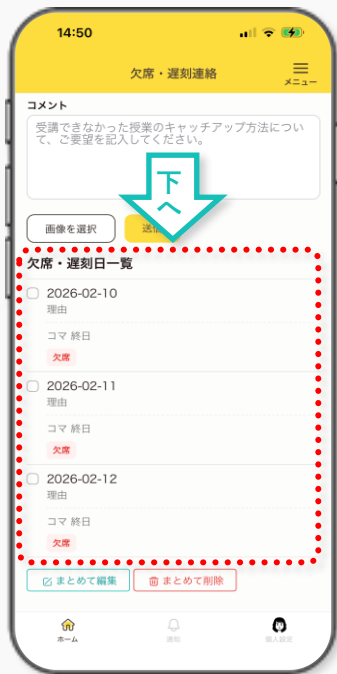 14:50
欠席・遅刻連絡
メニュー
コメント
受講できなかった授業のキャッチアップ方法につい
て、ご要望を記入してください。
下
へ
画像を選択
送信
欠席・遅刻日一覧
2026-02-10
理由
コマ 終日
欠席
2026-02-11
理由
コマ 終日
欠席
2026-02-12
理由
コマ 終日
欠席
まとめて編集
まとめて削除
ホーム
通知
個人設定